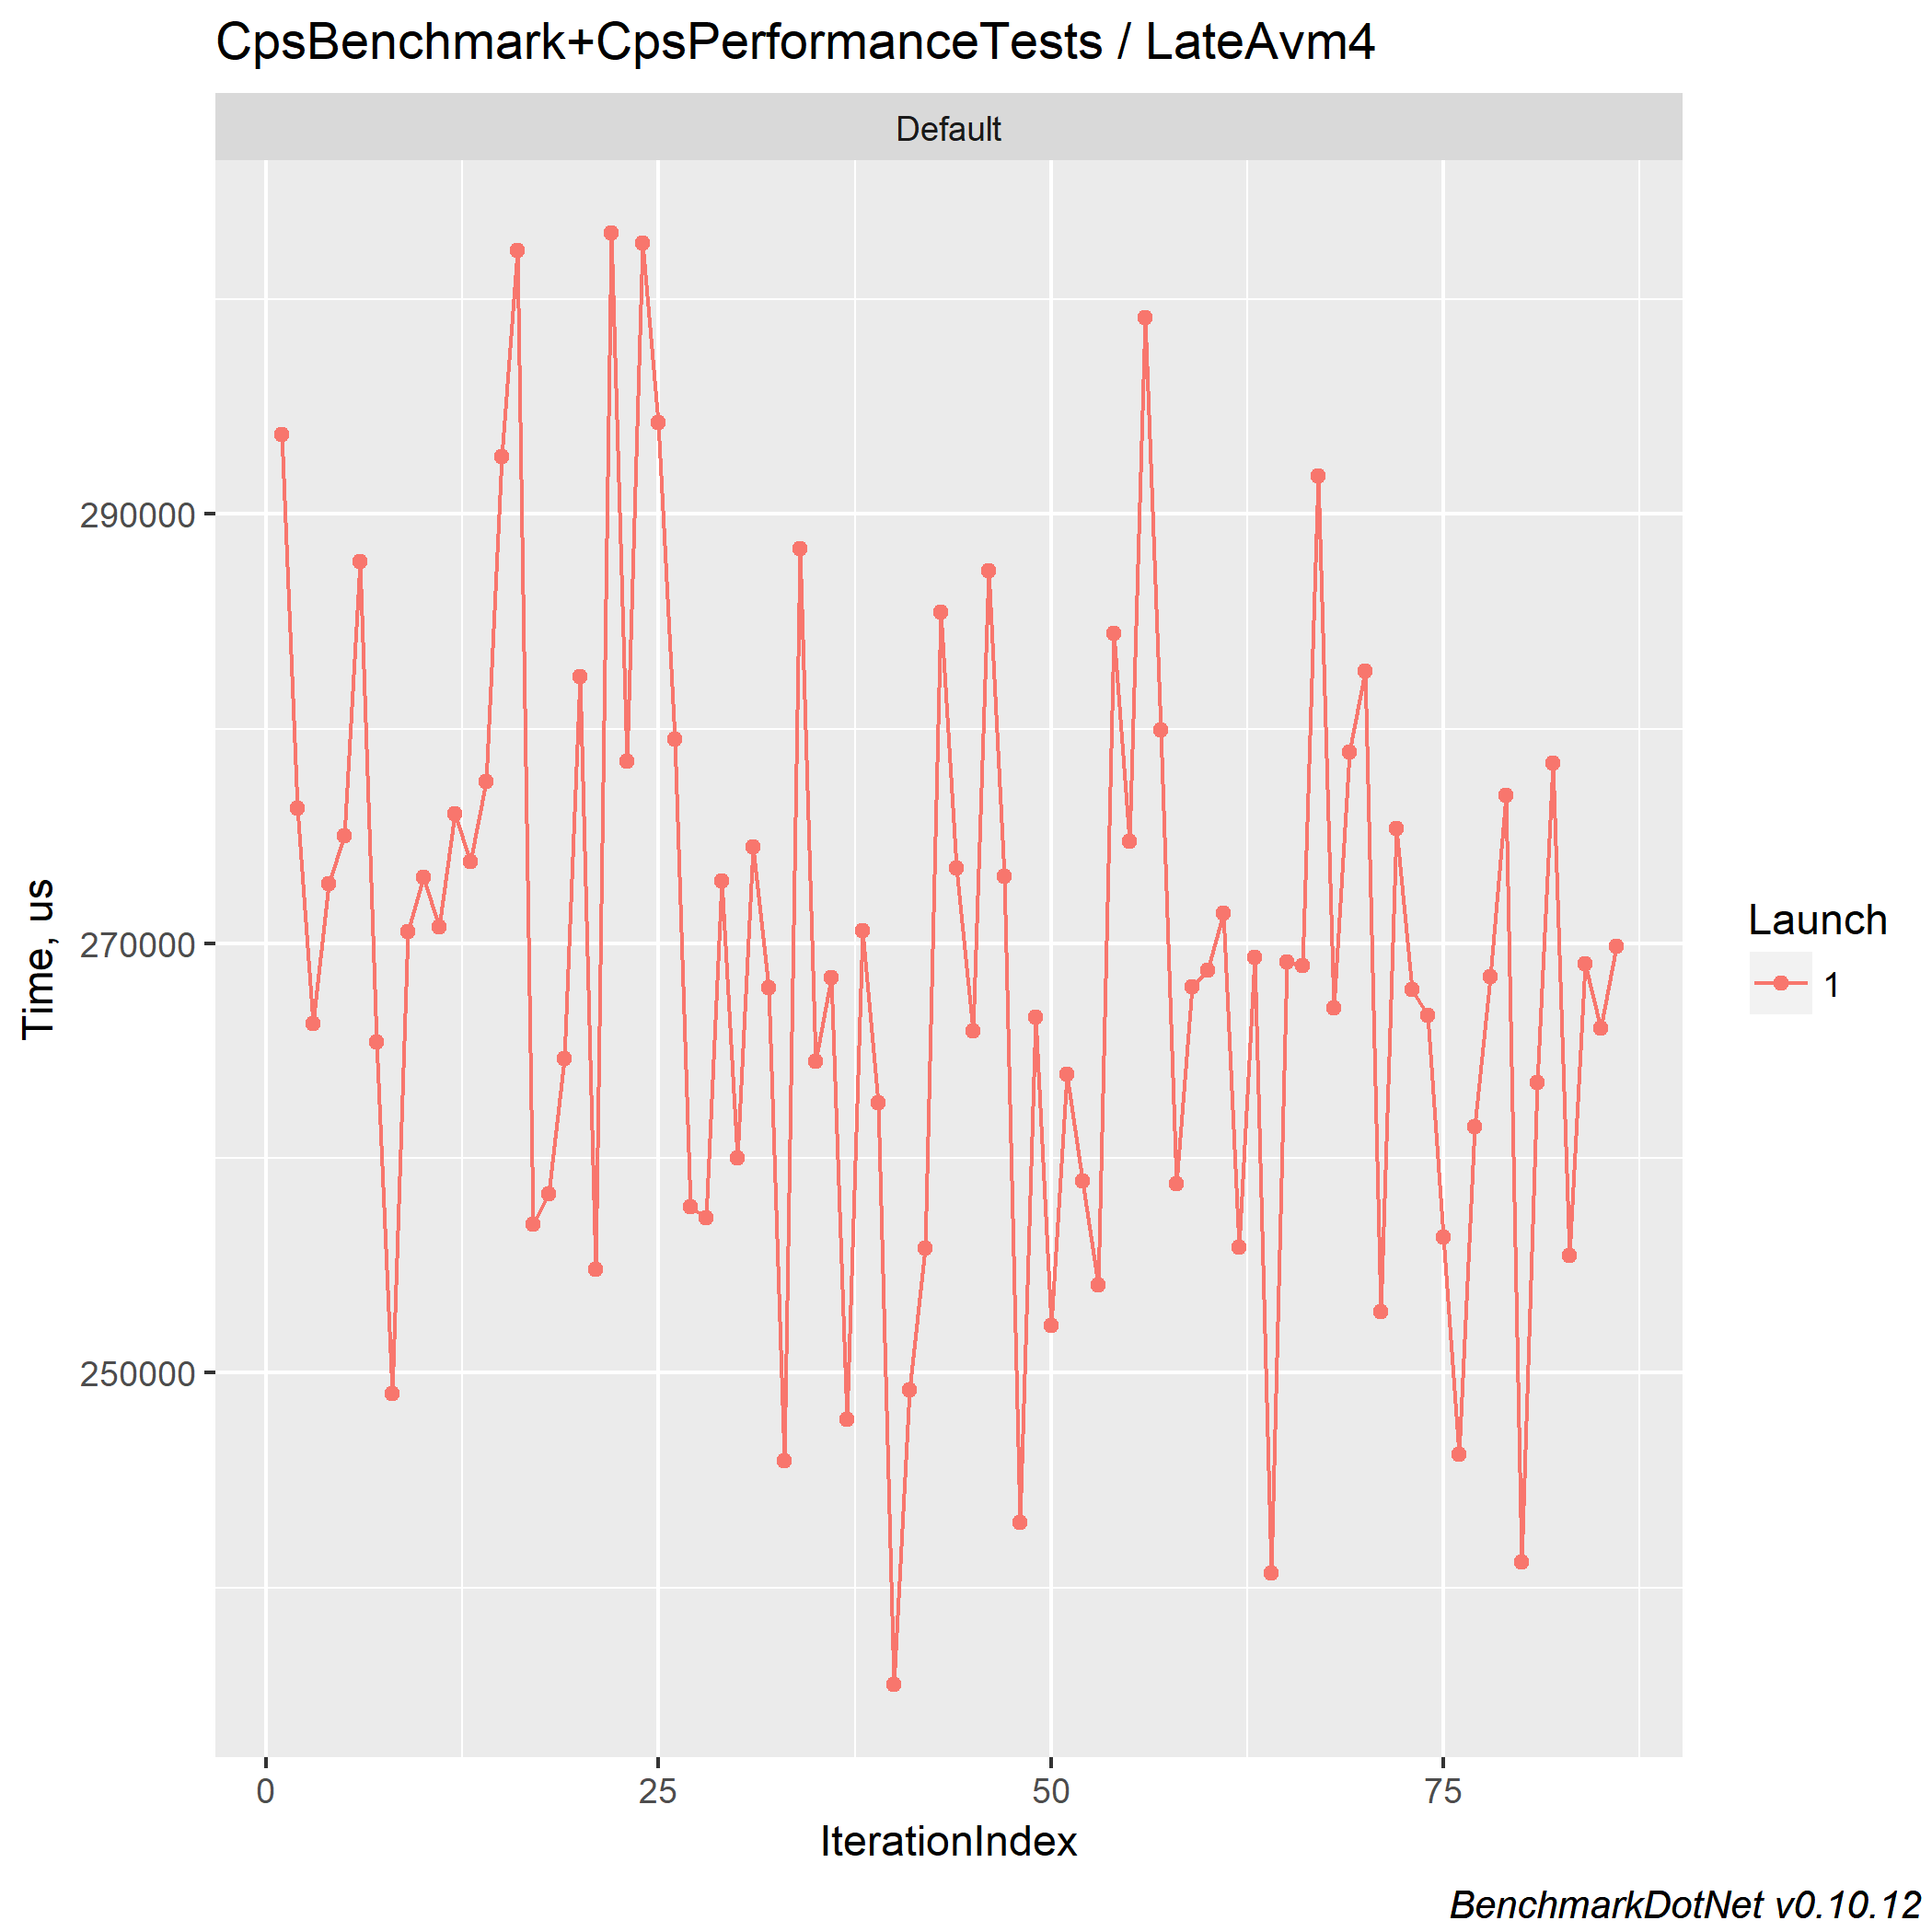 CpsBenchmark+CpsPerformanceTests / LateAvm4
Default
290000
270000
250000
Time, us
0 25 50 75
IterationIndex
Launch
1
BenchmarkDotNet v0.10.12